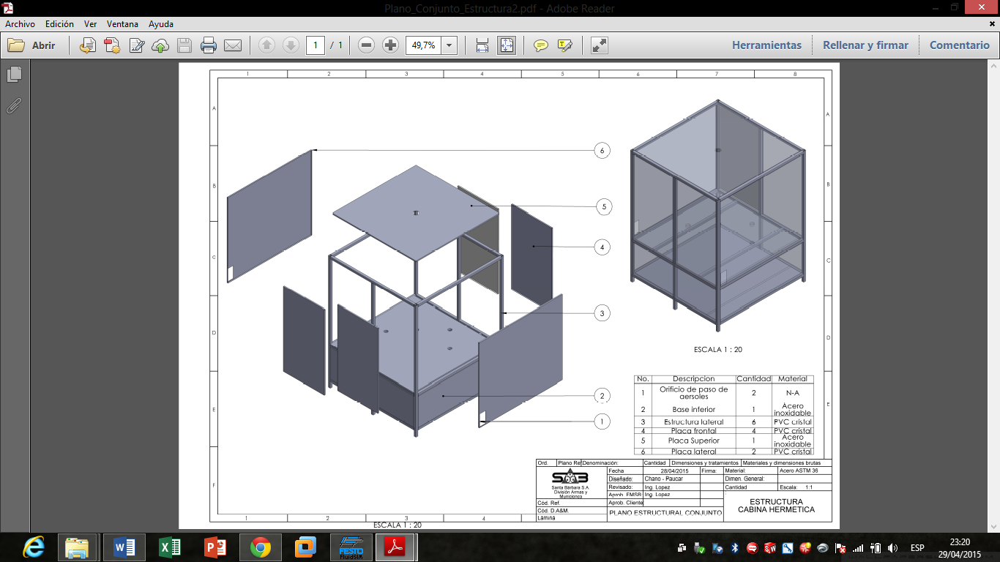 Plano_Conjunto_Estructura2.pdf - Adobe Reader
Archivo Edición Ver Ventana Ayuda
Abrir 1 / 1 49,7% Herramientas Rellenar y firmar Comentario
1 2 3 4 5 6 7 8
A A
B B
C C
D D
E E
F
6
5
4
3
2
1
ESCALA 1 : 20
No. Descripcion Cantidad Material
1 Orificio de paso de aersoles 2 N-A
2 Base inferior 1 Acero inoxidable
3 Estructura lateral 6 PVC cristal
4 Placa frontal 4 PVC cristal
5 Placa Superior 1 Acero inoxidable
6 Placa lateral 2 PVC cristal
Ord. Plano Ref Denominación: Cantidad Dimensiones y tratamientos Materiales y dimensiones brutas
Santa Bárbara S.A.
División Armas y
Municiones
Fecha 28/04/2015 Firma: Material: Acero ASTM 36
Diseñado: Chano - Paucar Dimen. General:
Revisado: Ing. Lopez Cantidad Escala: 1:1
Aprob. FMSB: Ing. Lopez
Cód. Ref. Aprob. Cliente
Cód. D.A&M.
Lámina
PLANO ESTRUCTURAL CONJUNTO
ESTRUCTURA
CABINA HERMETICA
1 2 3 4
ESCALA 1 : 20
FESTO
FluidSIM
ESP
23:20
29/04/2015